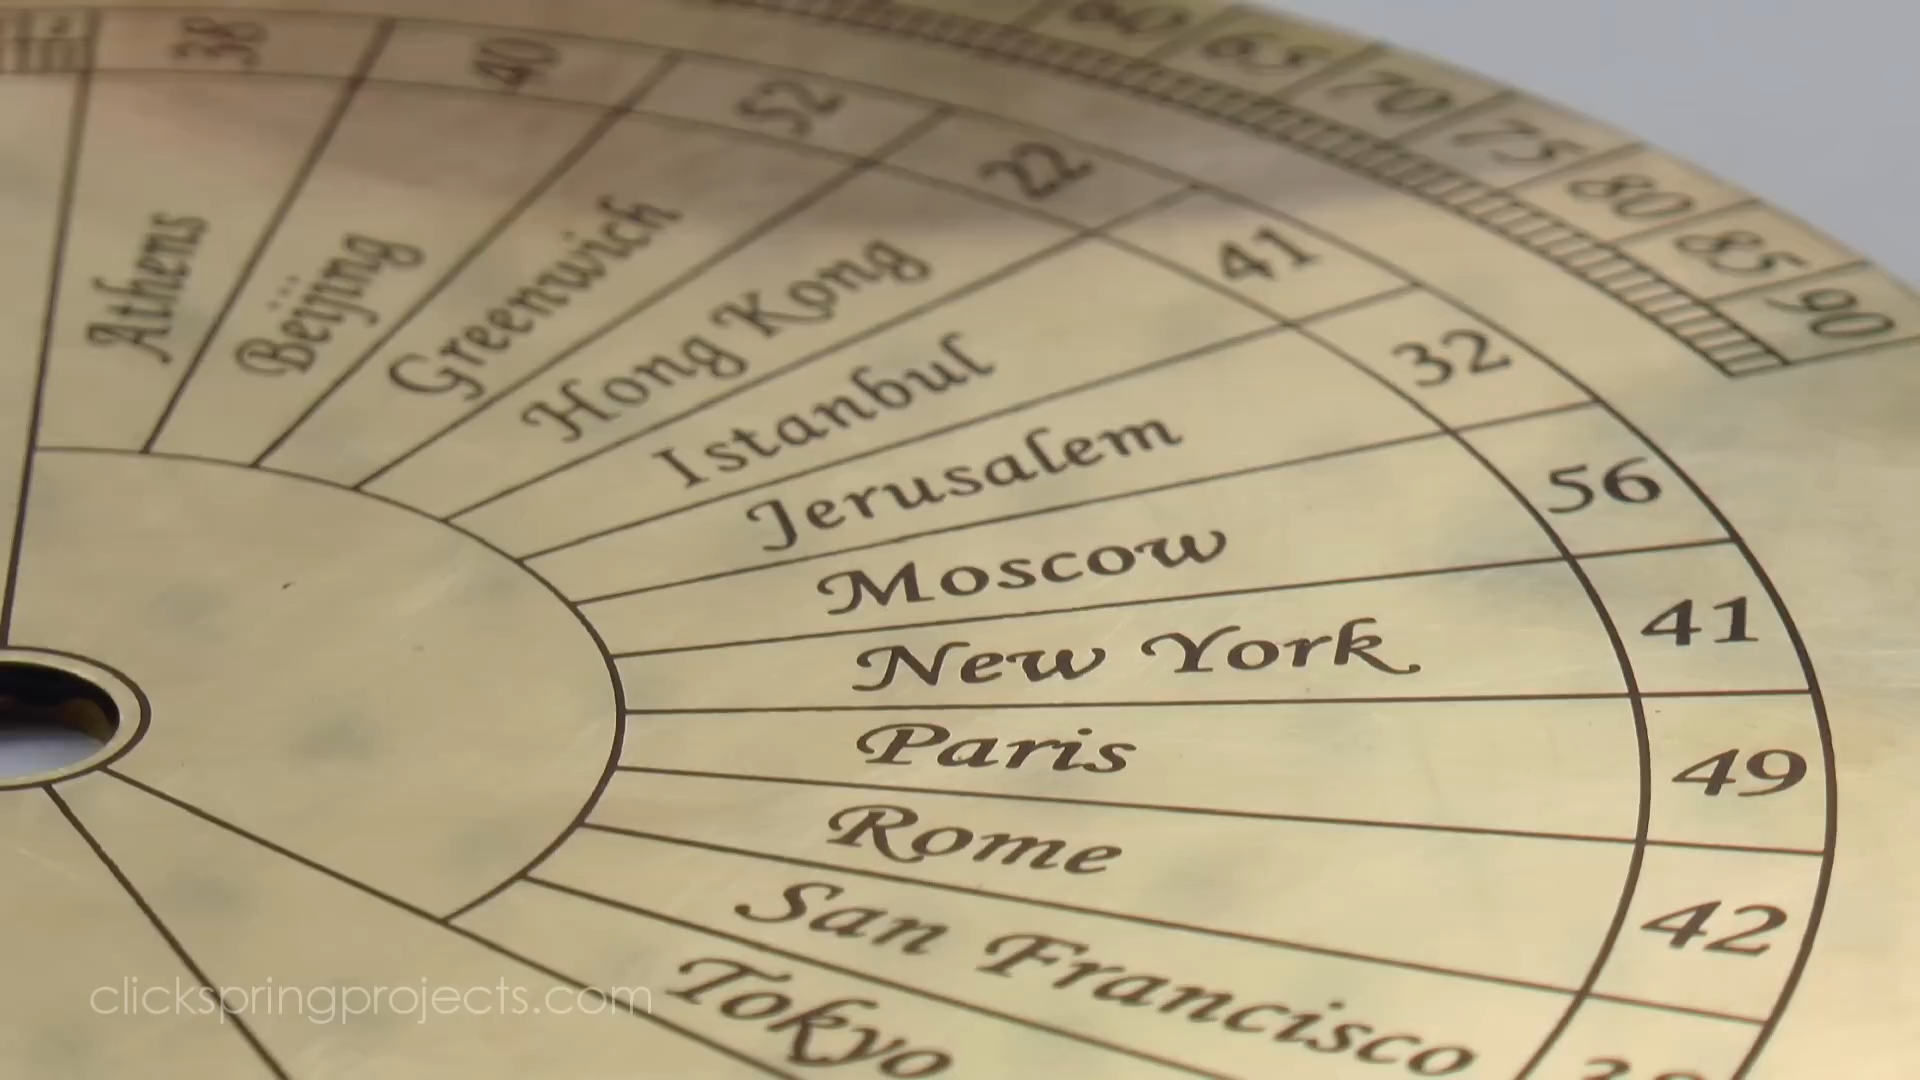 60 65 70 75 80 85 90
Athens 38
Beijing 40
Greenwich 52
Hong Kong 22
Istanbul 41
Jerusalem 32
Moscow 56
New York 41
Paris 49
Rome 42
San Francisco
Tokyo
clickspringprojects.com